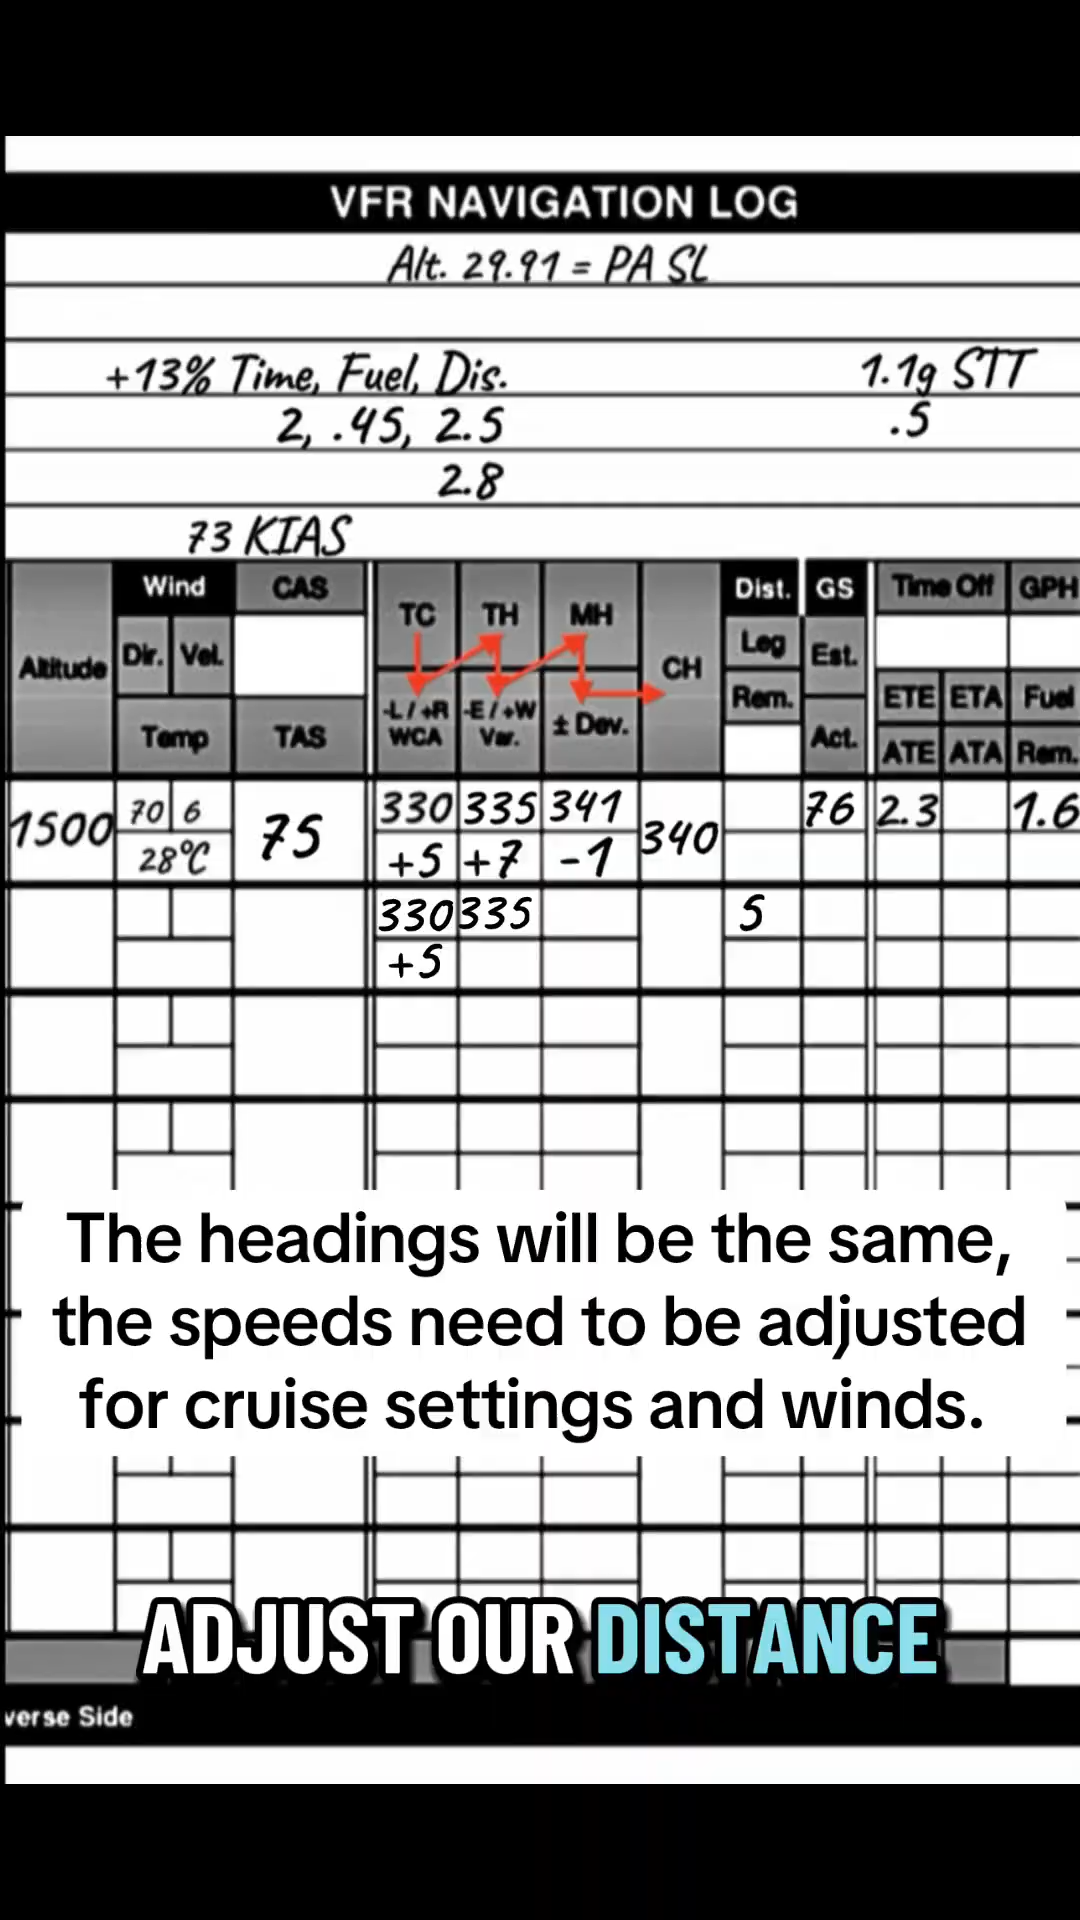 VFR NAVIGATION LOG
Alt. 29.91 = PA SL
+13% Time, Fuel, Dis. 1.1g STT
2, .45, 2.5 .5
2.8
73 KIAS
Wind CAS TC TH MH Dist. GS Time Off GPH
Altitude Dir. Vel. CH Leg Est.
Rem. ETE ETA Fuel
Temp TAS -L / +R WCA -E / +W Var. ± Dev. Act. ATE ATA Rem.
1500 70 6 75 330 335 341 340 76 2.3 1.6
28°C +5 +7 -1
330 335 5
+5
The headings will be the same,
the speeds need to be adjusted
for cruise settings and winds.
ADJUST OUR DISTANCE
verse Side